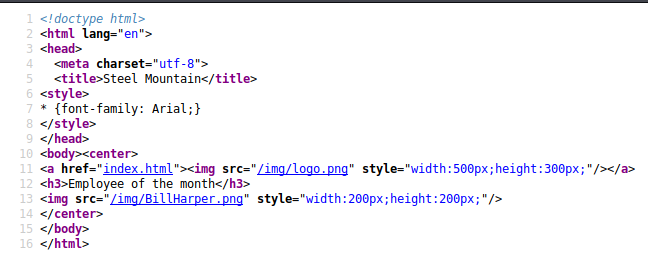 1 <!doctype html>
2 <html lang="en">
3 <head>
4   <meta charset="utf-8">
5   <title>Steel Mountain</title>
6 <style>
7 * {font-family: Arial;}
8 </style>
9 </head>
10 <body><center>
11 <a href="index.html"><img src="/img/logo.png" style="width:500px;height:300px;"/></a>
12 <h3>Employee of the month</h3>
13 <img src="/img/BillHarper.png" style="width:200px;height:200px;"/>
14 </center>
15 </body>
16 </html>